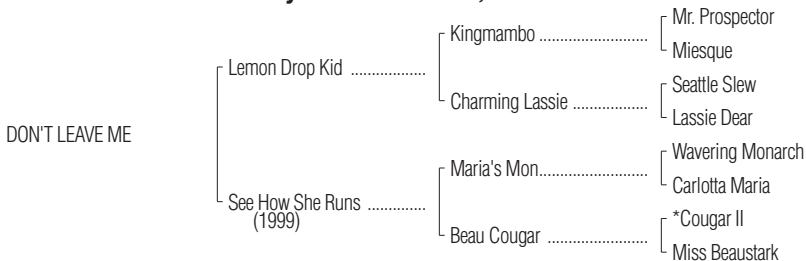 Mr. Prospector
Kingmambo ..........................
Miesque
Lemon Drop Kid ..................
Seattle Slew
Charming Lassie ..................
Lassie Dear
DON'T LEAVE ME
Wavering Monarch
Maria's Mon..........................
Carlotta Maria
See How She Runs ..............
(1999)
*Cougar II
Beau Cougar ........................
Miss Beaustark